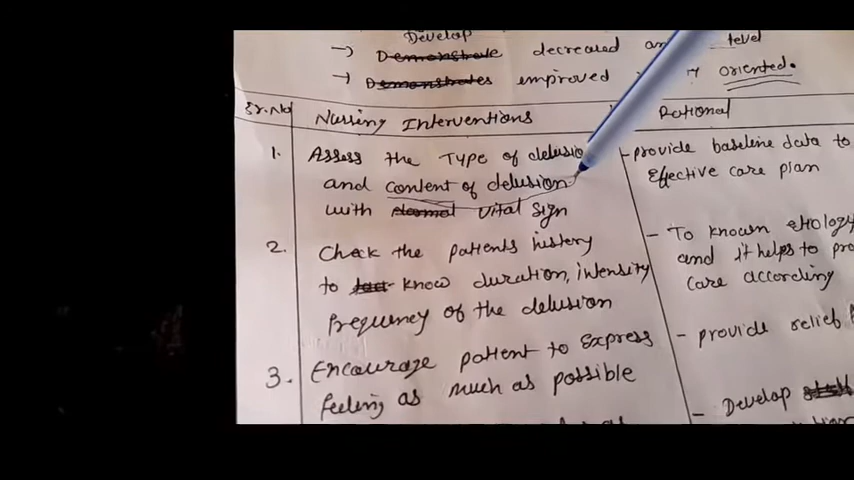 Develop
→ Demonstrate decreased an level
→ Demonstrates improved oriented.
Sr.No Nussing Interventions Rational
1. Assess the Type of delusio - provide baseline data to
and content of delusion effective care plan
with normal vital sign
2. Check the patients history - To known etiology
to know duration, intensity and it helps to pro
frequency of the delusion care according
3. Encourage patient to Express - provide relief
feeling as much as possible
- Develop